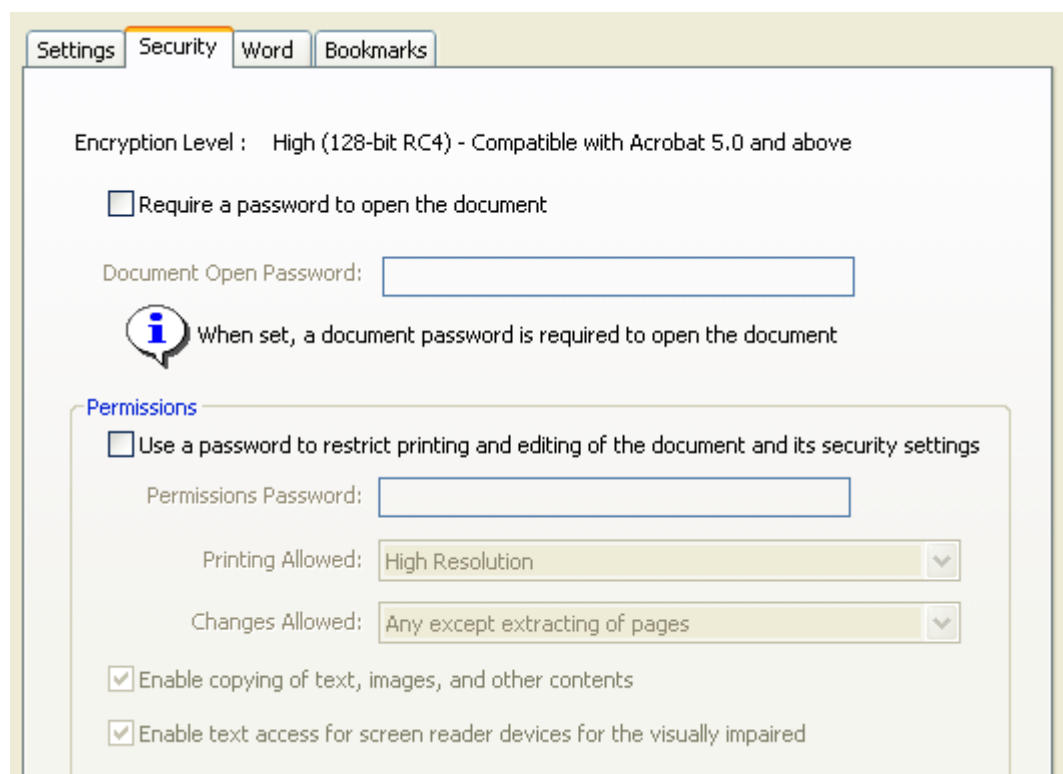 Settings Security Word Bookmarks
Encryption Level : High (128-bit RC4) - Compatible with Acrobat 5.0 and above
Require a password to open the document
Document Open Password:
When set, a document password is required to open the document
Permissions
Use a password to restrict printing and editing of the document and its security settings
Permissions Password:
Printing Allowed: High Resolution
Changes Allowed: Any except extracting of pages
Enable copying of text, images, and other contents
Enable text access for screen reader devices for the visually impaired